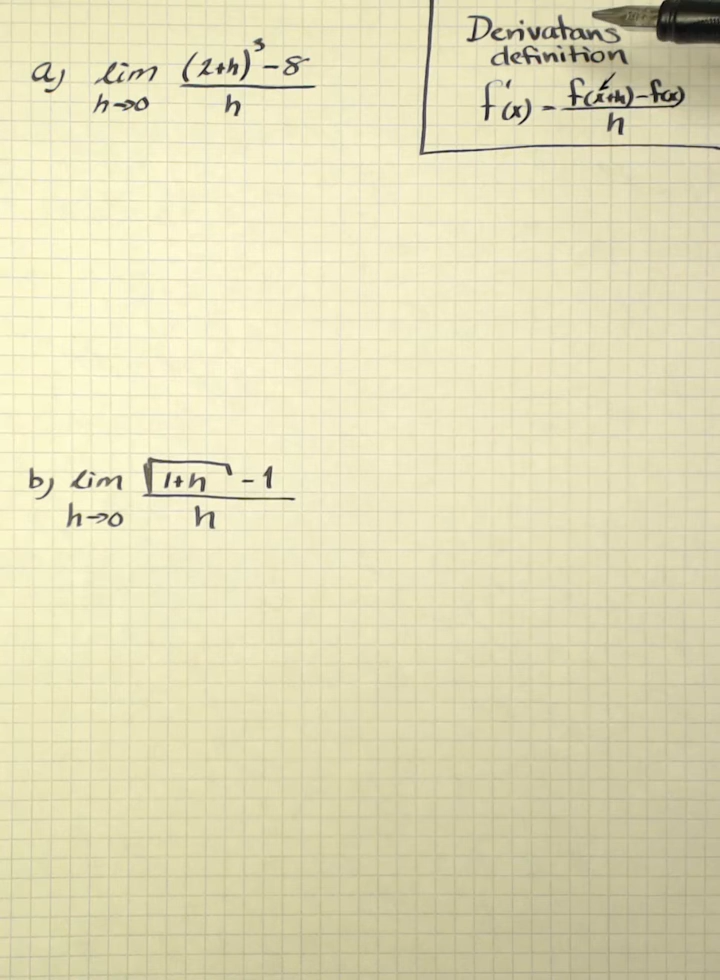 a) lim (2+h)³-8
h→0 h
Derivatans
definition
f'(x) = f(x+h)-f(x)
h
b) lim √1+h -1
h→0 h